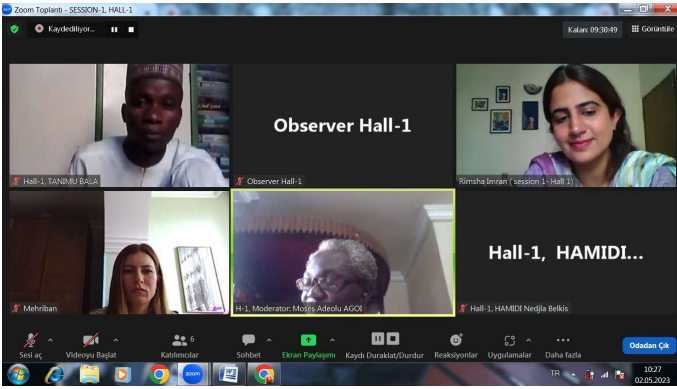 Zoom Toplantı - SESSION-1, HALL-1
Kaydediliyor...
Kalan: 09:30:49
Görüntüle
Hall-1, TANIMU BALA
Observer Hall-1
Observer Hall-1
Rimsha Imran ( session 1- Hall 1)
Mehriban
H-1, Moderator: Moses Adeolu AGOI
Hall-1, HAMIDI...
Hall-1, HAMIDI Nedjla Belkis
6
Sesi aç
Videoyu Başlat
Katılımcılar
Sohbet
Ekran Paylaşımı
Kaydı Duraklat/Durdur
Reaksiyonlar
Uygulamalar
Daha fazla
Odadan Çık
zoom
W
TR
10:27
02.05.2023